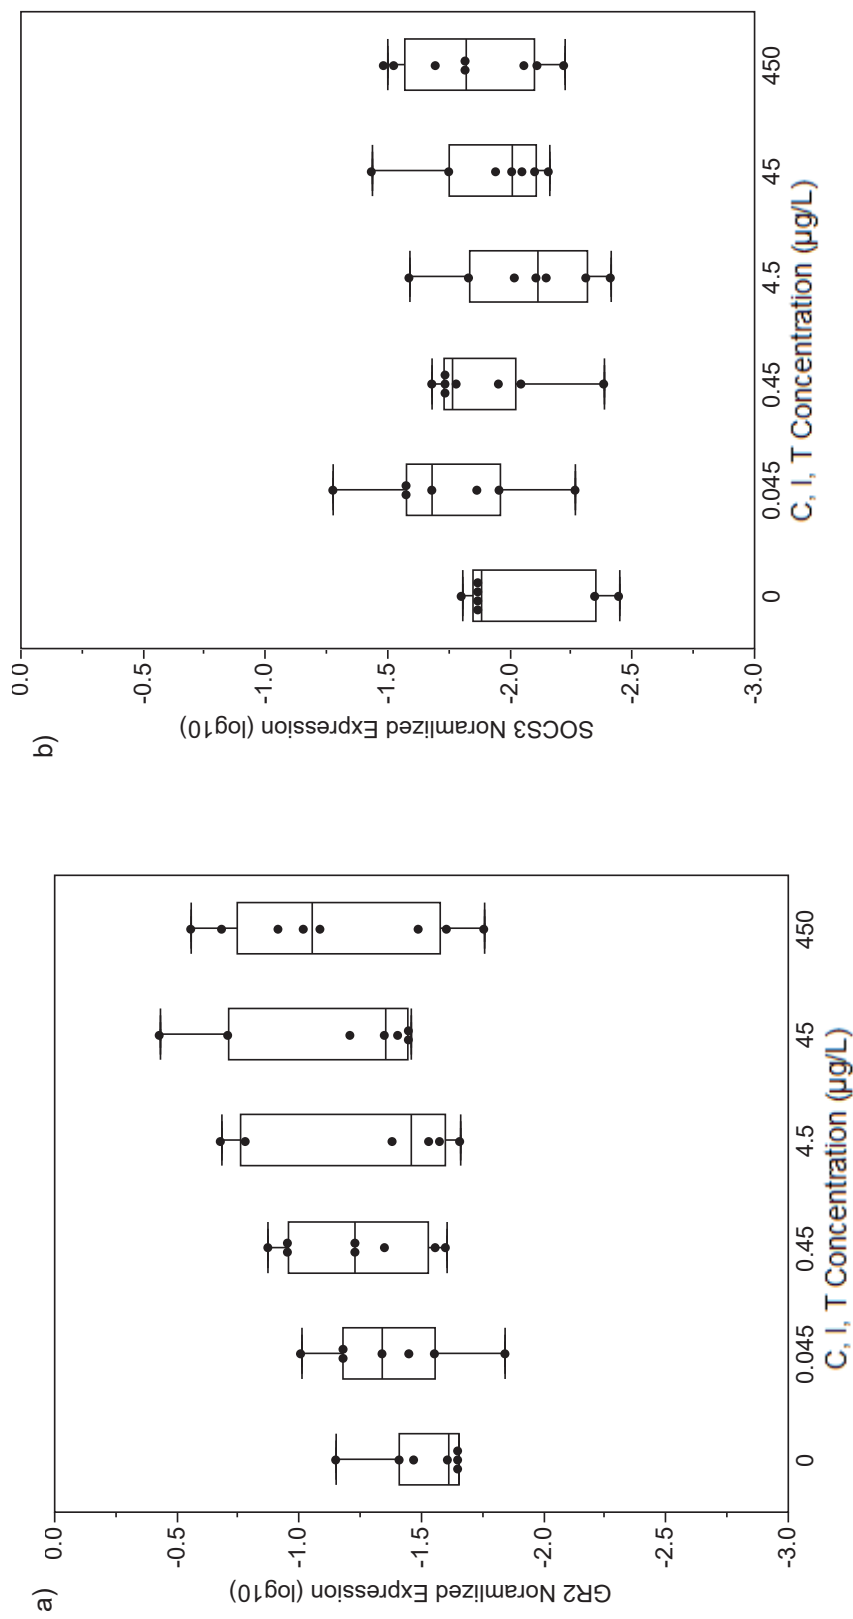 a)
GR2 Noramlized Expression (log10)
0.0
-0.5
-1.0
-1.5
-2.0
-2.5
-3.0
0 0.045 0.45 4.5 45 450
C, I, T Concentration (µg/L)
b)
SOCS3 Noramlized Expression (log10)
0.0
-0.5
-1.0
-1.5
-2.0
-2.5
-3.0
0 0.045 0.45 4.5 45 450
C, I, T Concentration (µg/L)